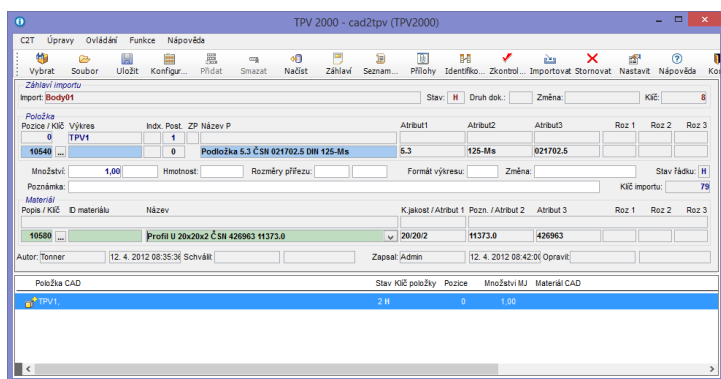 TPV 2000 - cad2tpv (TPV2000)
C2T Úpravy Ovládání Funkce Nápověda
Vybrat Soubor Uložit Konfigur... Přidat Smazat Načíst Záhlaví Seznam... Přílohy Identifiko... Zkontrol... Importovat Stornovat Nastavit Nápověda Ko
Záhlaví importu
Import: Body01 Stav: H Druh dok.: Změna: Klíč: 8
Položka
Pozice / Klíč Výkres Indx. Post. ZP Název P Atribut1 Atribut2 Atribut3 Roz 1 Roz 2 Roz 3
0 TPV1 1
10540 ... 0 Podložka 5.3 ČSN 021702.5 DIN 125-Ms 5.3 125-Ms 021702.5
Množství: 1,00 Hmotnost: Rozměry přířezu: Formát výkresu: Změna: Stav řádku: H
Poznámka: Klíč importu: 79
Materiál
Popis / Klíč ID materiálu Název K.jakost / Atribut 1 Pozn. / Atribut 2 Atribut 3 Roz 1 Roz 2 Roz 3
10580 ... Profil U 20x20x2 ČSN 426963 11373.0 20/20/2 11373.0 426963
Autor: Tonner 12. 4. 2012 08:35:36 Schválil: Zapsal: Admin 12. 4. 2012 08:42:00 Opravil:
Položka CAD Stav Klíč položky Pozice Množství MJ Materiál CAD
TPV1, 2 H 0 1,00